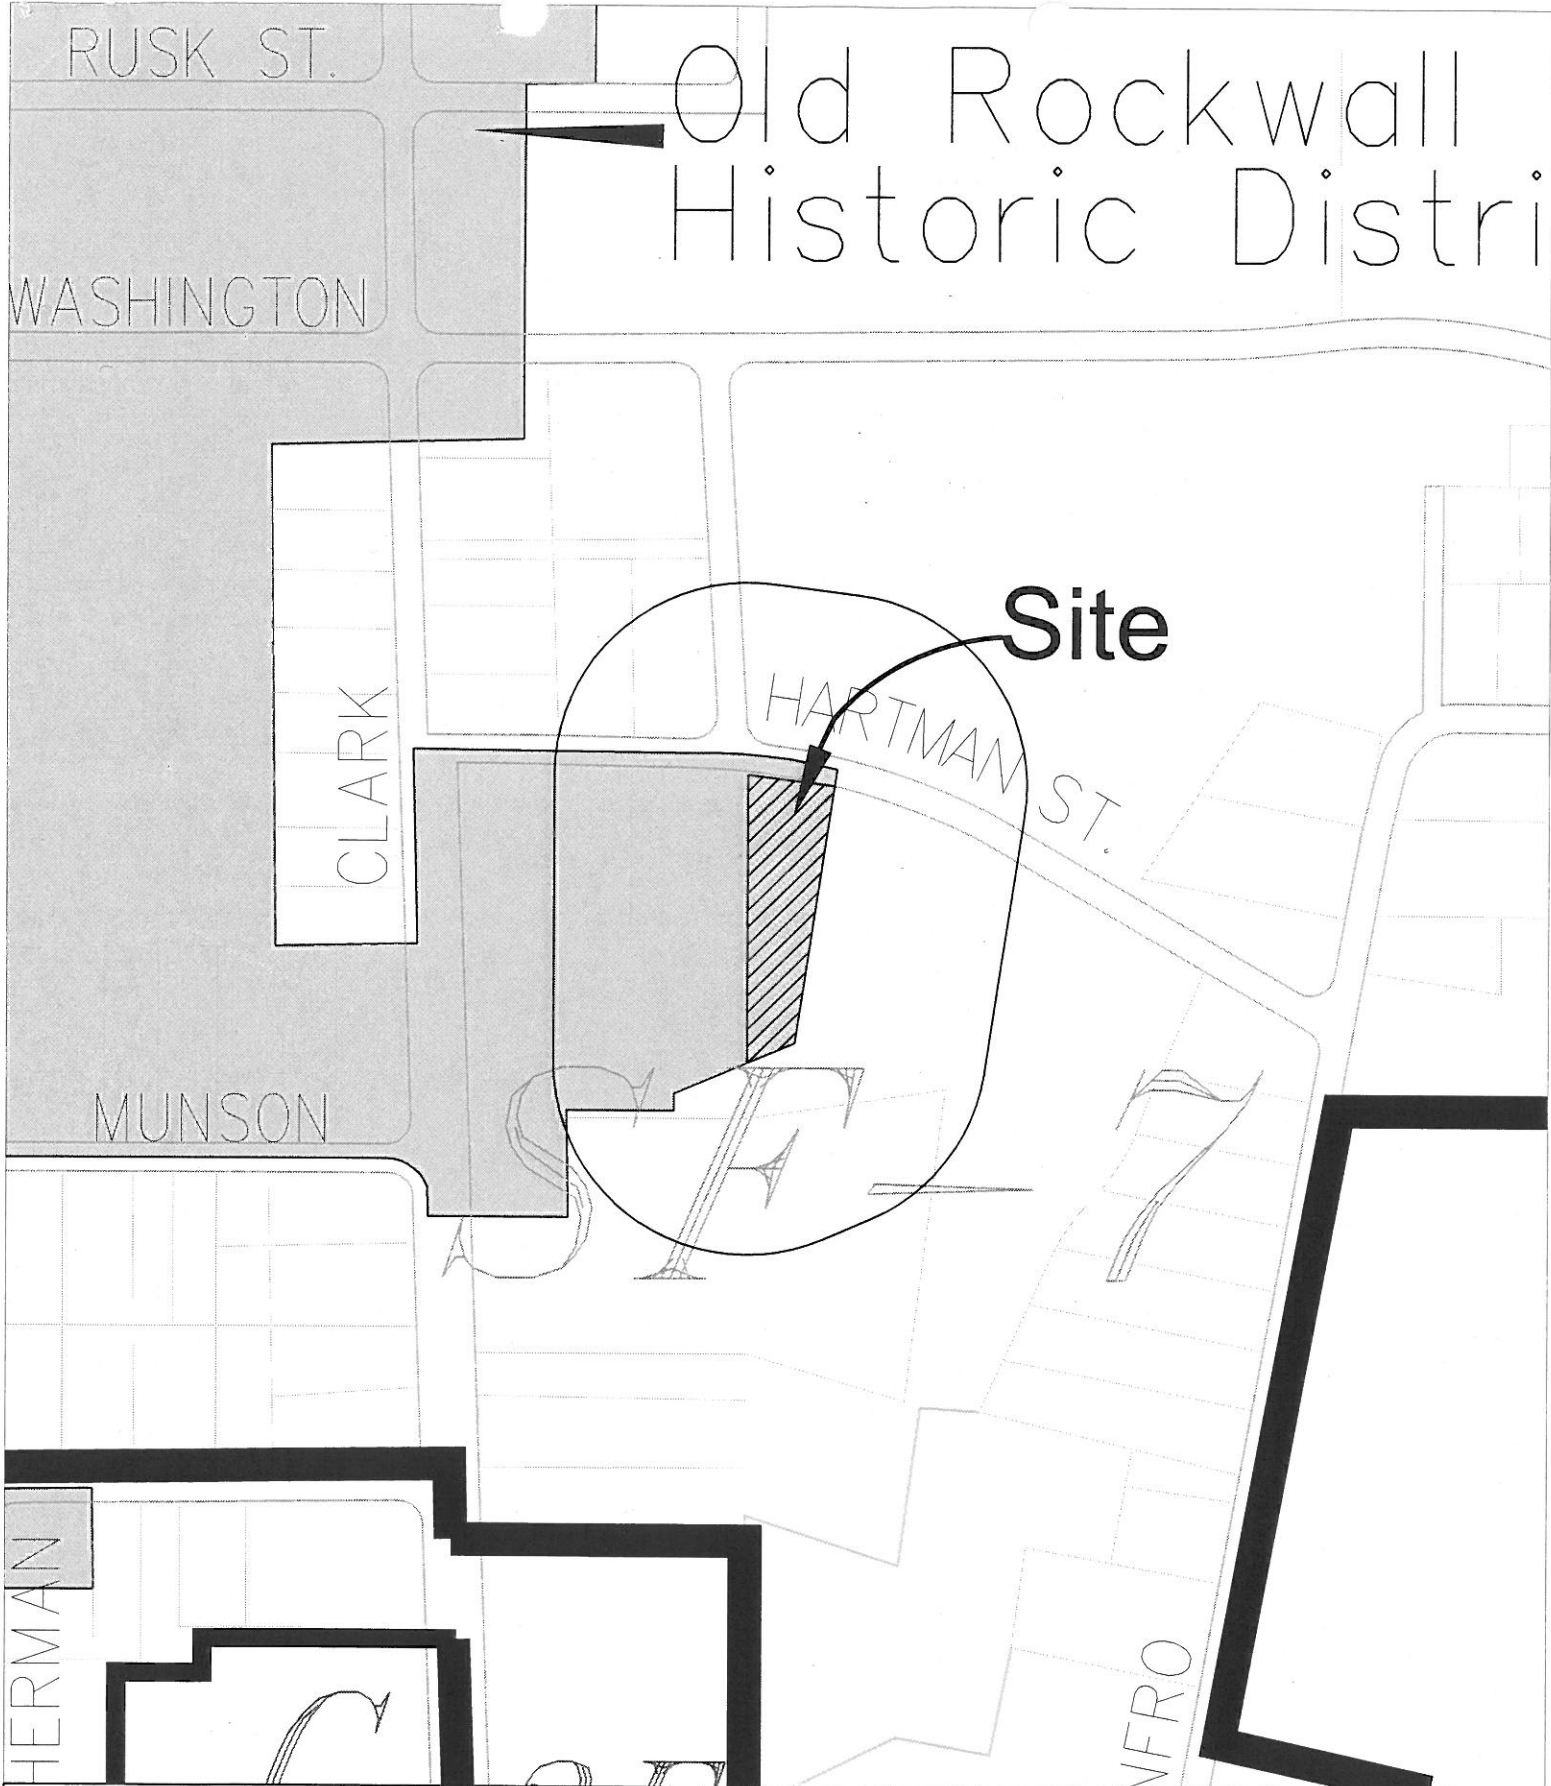 RUSK ST.
Old Rockwall
Historic Distri
WASHINGTON
Site
HARTMAN ST.
CLARK
MUNSON
SF-7
HERMAN
NFRO
C